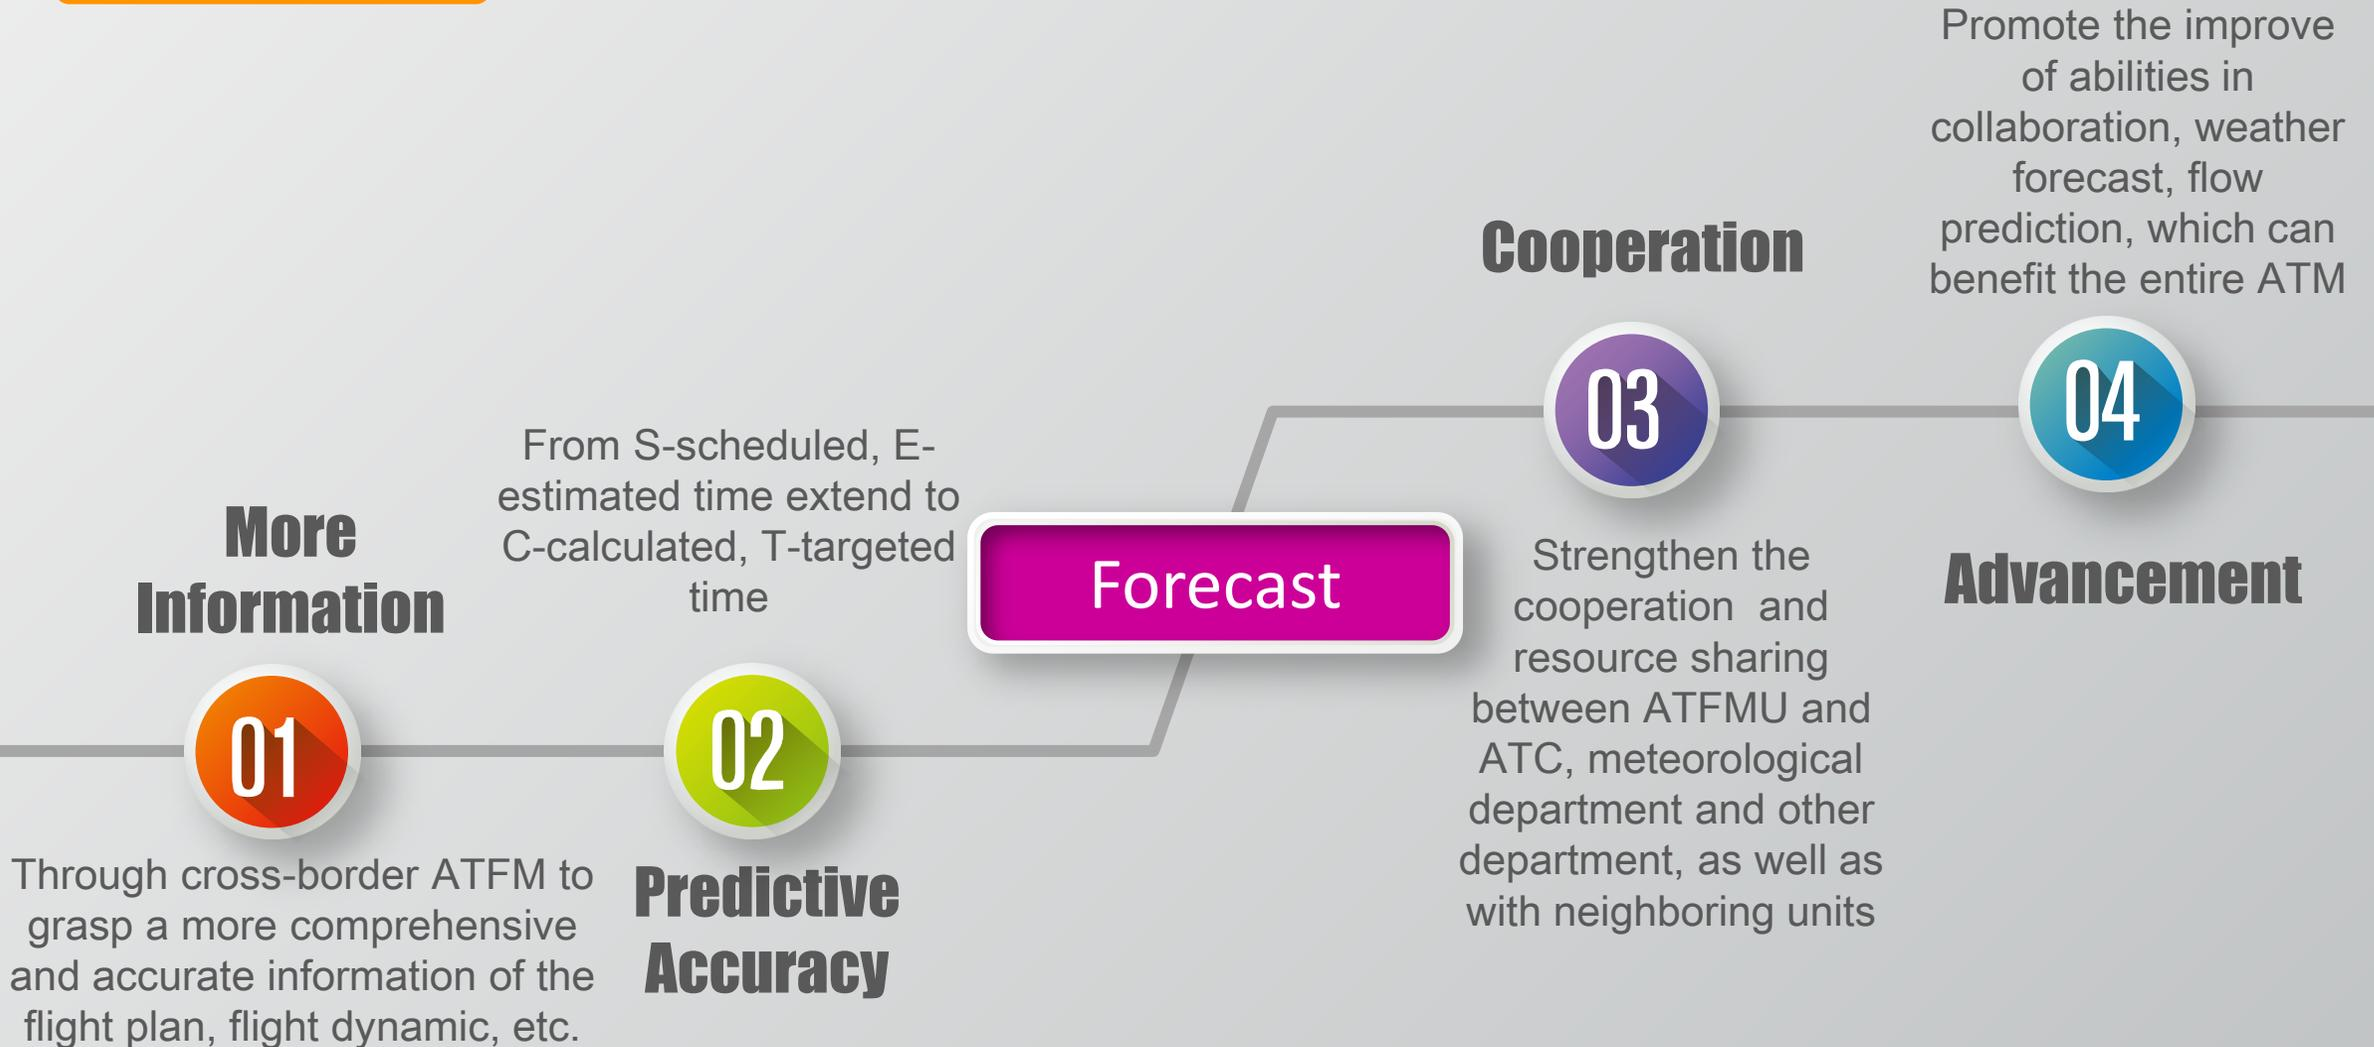 More
Information
01
Through cross-border ATFM to
grasp a more comprehensive
and accurate information of the
flight plan, flight dynamic, etc.
From S-scheduled, E-
estimated time extend to
C-calculated, T-targeted
time
02
Predictive
Accuracy
Forecast
Cooperation
03
Strengthen the
cooperation  and
resource sharing
between ATFMU and
ATC, meteorological
department and other
department, as well as
with neighboring units
Promote the improve
of abilities in
collaboration, weather
forecast, flow
prediction, which can
benefit the entire ATM
04
Advancement